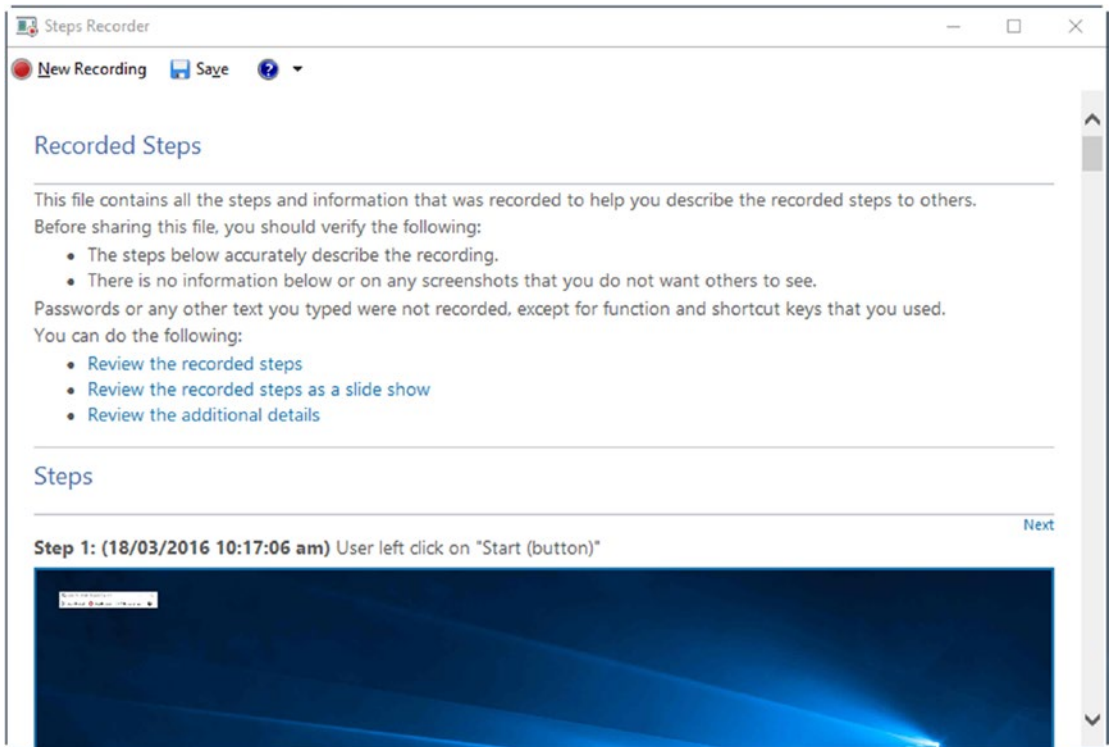 Steps Recorder
New Recording Save
Recorded Steps
This file contains all the steps and information that was recorded to help you describe the recorded steps to others.
Before sharing this file, you should verify the following:
• The steps below accurately describe the recording.
• There is no information below or on any screenshots that you do not want others to see.
Passwords or any other text you typed were not recorded, except for function and shortcut keys that you used.
You can do the following:
• Review the recorded steps
• Review the recorded steps as a slide show
• Review the additional details
Steps
Next
Step 1: (18/03/2016 10:17:06 am) User left click on "Start (button)"